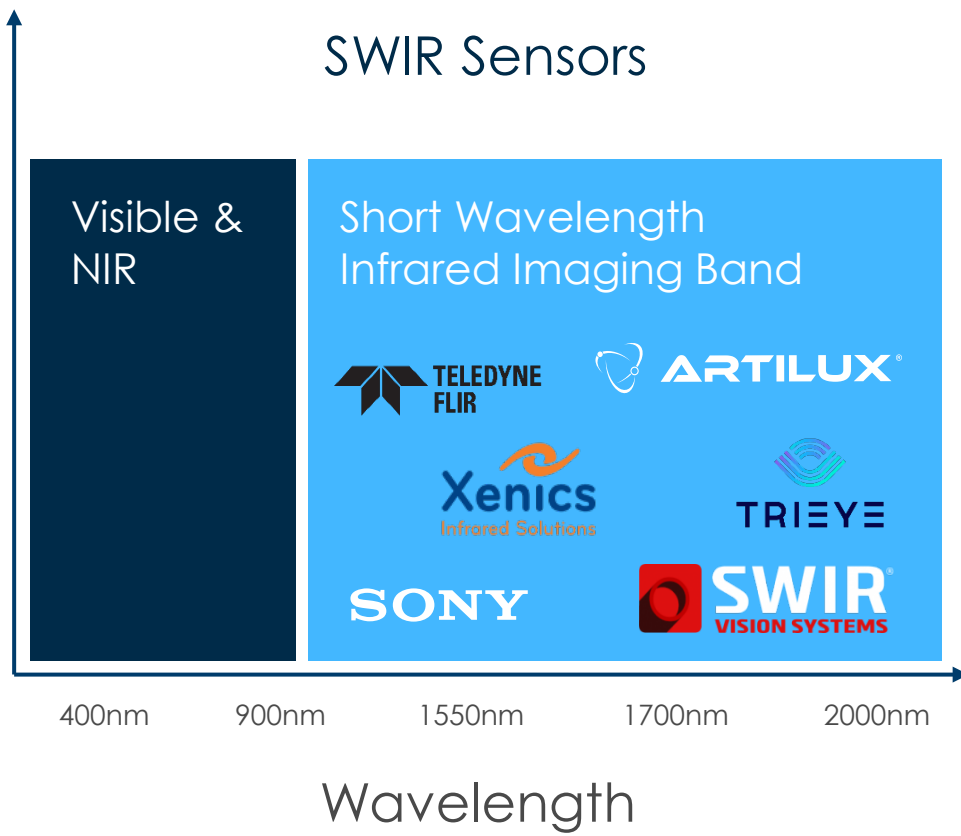 SWIR Sensors
Visible &
NIR
Short Wavelength
Infrared Imaging Band
TELEDYNE
FLIR
ARTILUX®
Xenics
Infrared Solutions
TRIEYE
SONY
SWIR®
VISION SYSTEMS
400nm
900nm
1550nm
1700nm
2000nm
Wavelength